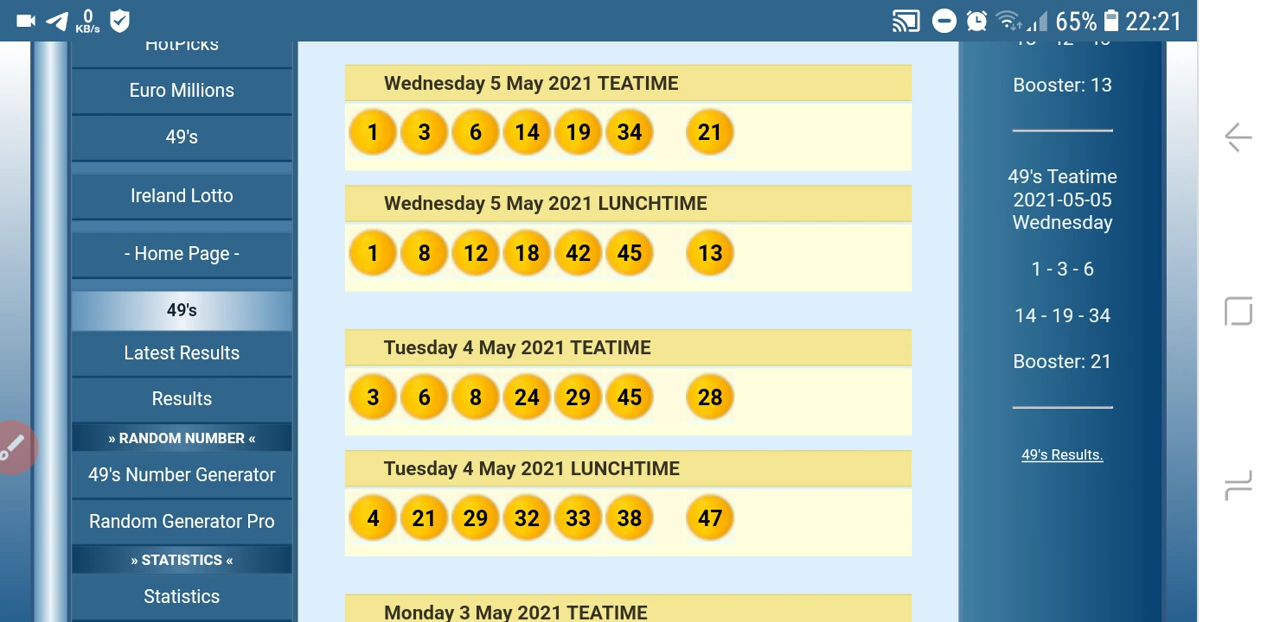 0
KB/s
65%
22:21
HotPicks
Euro Millions
49's
Ireland Lotto
- Home Page -
49's
Latest Results
Results
» RANDOM NUMBER «
49's Number Generator
Random Generator Pro
» STATISTICS «
Statistics
Wednesday 5 May 2021 TEATIME
1 3 6 14 19 34 21
Wednesday 5 May 2021 LUNCHTIME
1 8 12 18 42 45 13
Tuesday 4 May 2021 TEATIME
3 6 8 24 29 45 28
Tuesday 4 May 2021 LUNCHTIME
4 21 29 32 33 38 47
Monday 3 May 2021 TEATIME
Booster: 13
49's Teatime
2021-05-05
Wednesday
1 - 3 - 6
14 - 19 - 34
Booster: 21
49's Results.